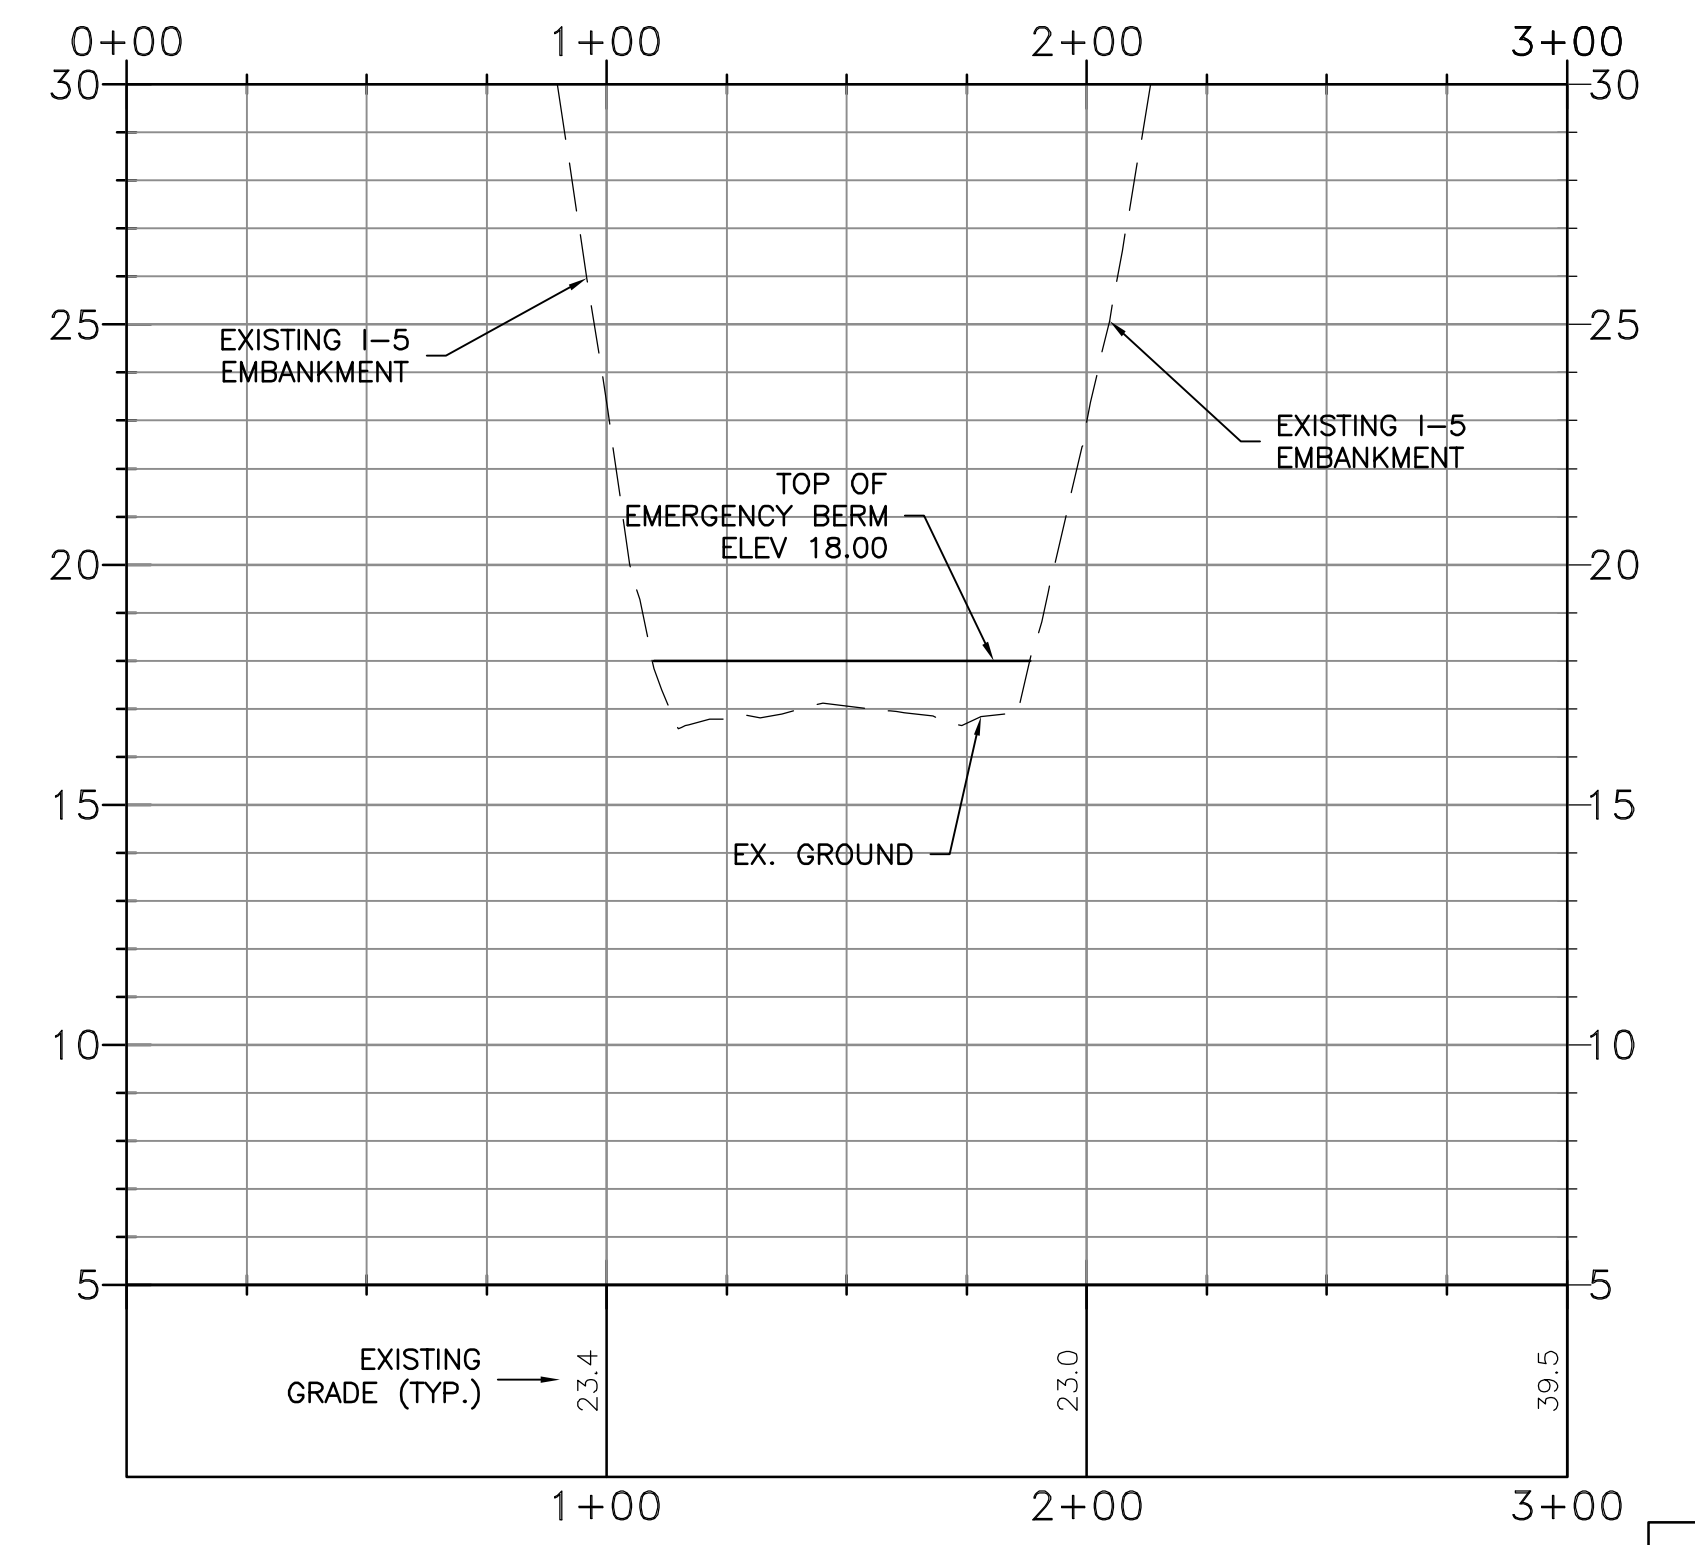 0+00 1+00 2+00 3+00
30 30
25 25
EXISTING I-5
EMBANKMENT
EXISTING I-5
EMBANKMENT
TOP OF
EMERGENCY BERM
ELEV 18.00
20 20
15 15
EX. GROUND
10 10
5 5
EXISTING
GRADE (TYP.)
23.4
23.0
39.5
1+00 2+00 3+00